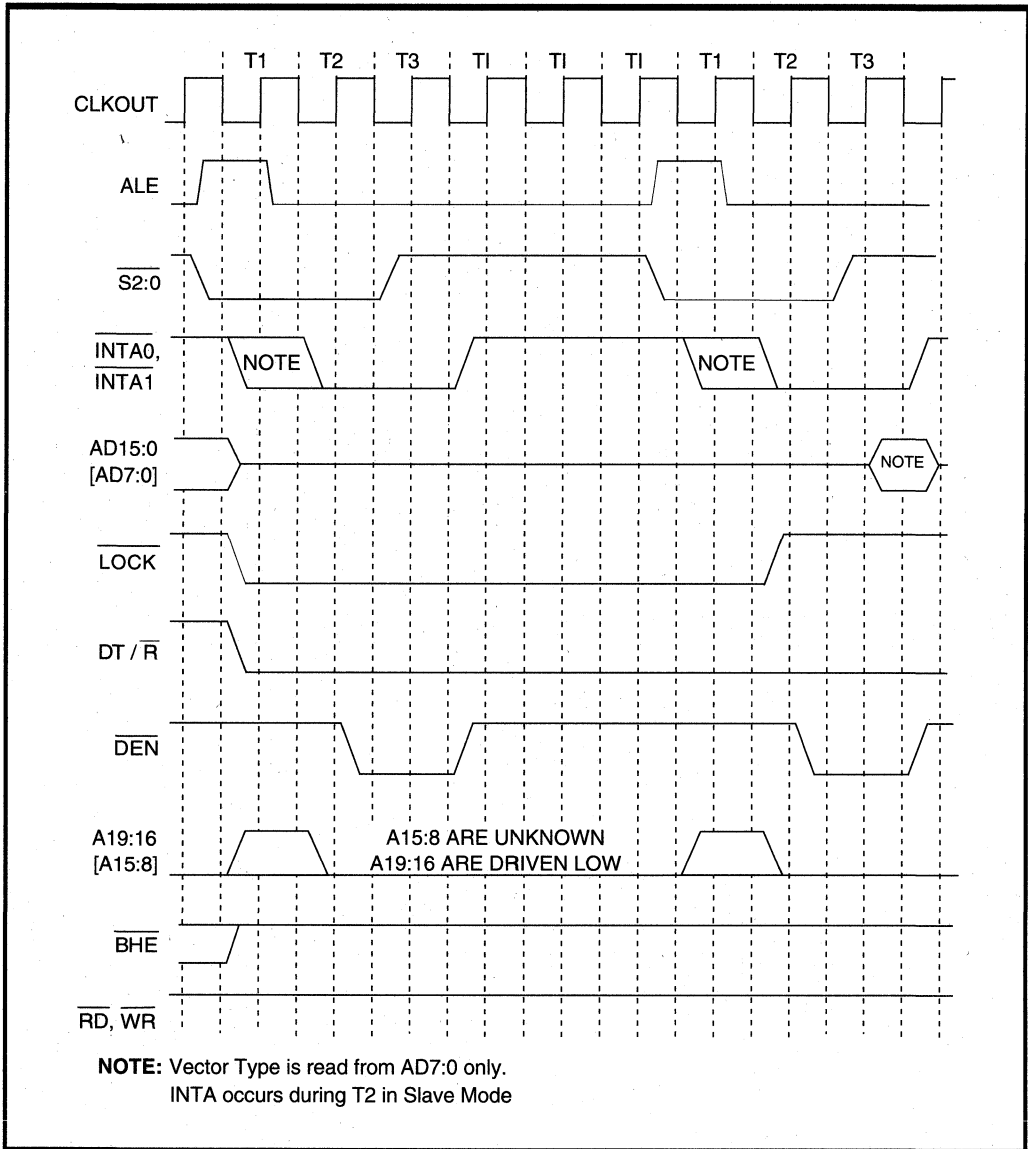 T1 T2 T3 TI TI TI T1 T2 T3
CLKOUT
ALE
S2:0
INTA0,
INTA1
NOTE NOTE
AD15:0
[AD7:0]
NOTE
LOCK
DT / R
DEN
A19:16
[A15:8]
A15:8 ARE UNKNOWN
A19:16 ARE DRIVEN LOW
BHE
RD, WR
NOTE: Vector Type is read from AD7:0 only.
INTA occurs during T2 in Slave Mode